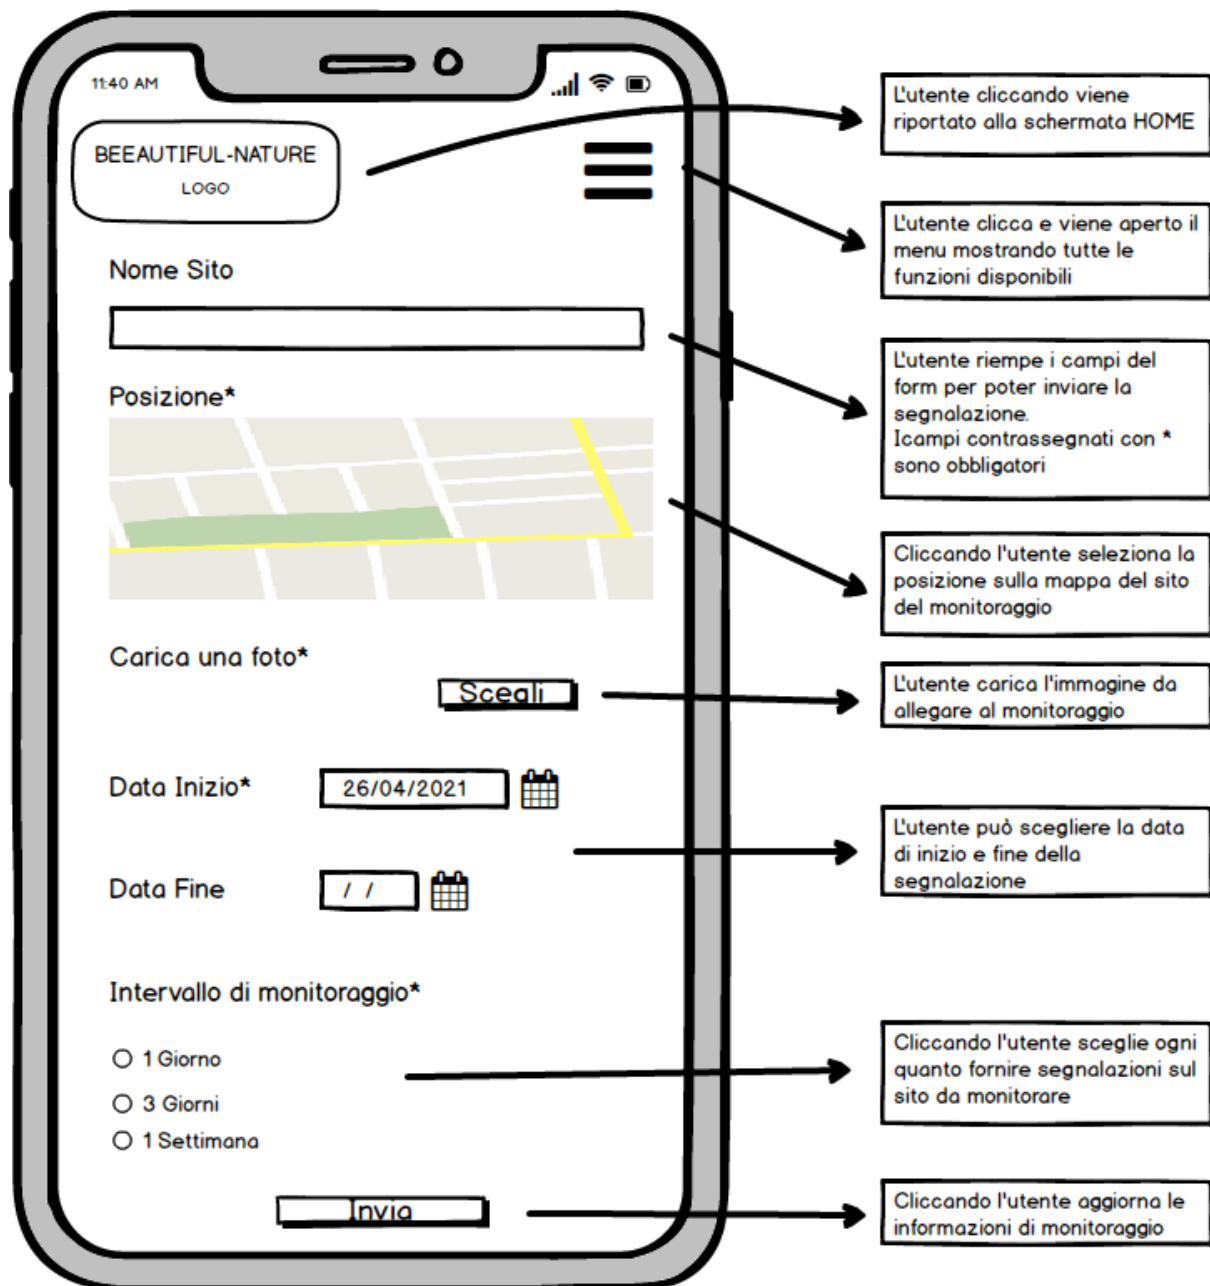 11:40 AM
BEEAUTIFUL-NATURE
LOGO
Nome Sito
Posizione*
Carica una foto*
Scegli
Data Inizio*
26/04/2021
Data Fine
/ /
Intervallo di monitoraggio*
1 Giorno
3 Giorni
1 Settimana
Invia
L'utente cliccando viene
riportato alla schermata HOME
L'utente clicca e viene aperto il
menu mostrando tutte le
funzioni disponibili
L'utente riempe i campi del
form per poter inviare la
segnalazione.
Icampi contrassegnati con *
sono obbligatori
Cliccando l'utente seleziona la
posizione sulla mappa del sito
del monitoraggio
L'utente carica l'immagine da
allegare al monitoraggio
L'utente può scegliere la data
di inizio e fine della
segnalazione
Cliccando l'utente sceglie ogni
quanto fornire segnalazioni sul
sito da monitorare
Cliccando l'utente aggiorna le
informazioni di monitoraggio